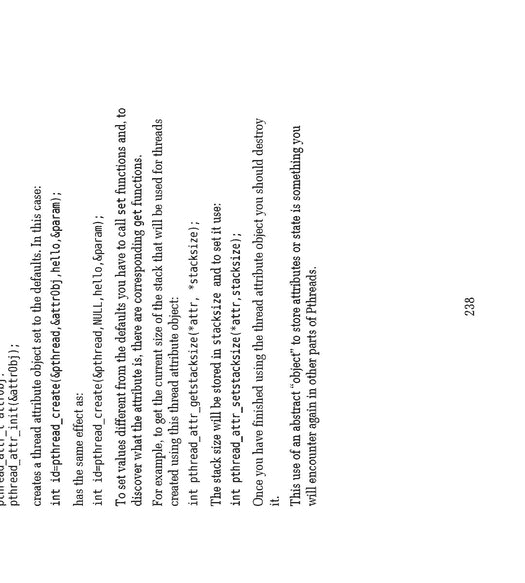 pthread_attr_t attrObj;
pthread_attr_init(&attrObj);
creates a thread attribute object set to the defaults. In this case:
int id=pthread_create(&pthread,&attrObj,hello,&param);
has the same effect as:
int id=pthread_create(&pthread,NULL,hello,&param);
To set values different from the defaults you have to call set functions and, to
discover what the attribute is, there are corresponding get functions.
For example, to get the current size of the stack that will be used for threads
created using this thread attribute object:
int pthread_attr_getstacksize(*attr, *stacksize);
The stack size will be stored in stacksize and to set it use:
int pthread_attr_setstacksize(*attr,stacksize);
Once you have finished using the thread attribute object you should destroy
it.
This use of an abstract "object" to store attributes or state is something you
will encounter again in other parts of Pthreads.
238